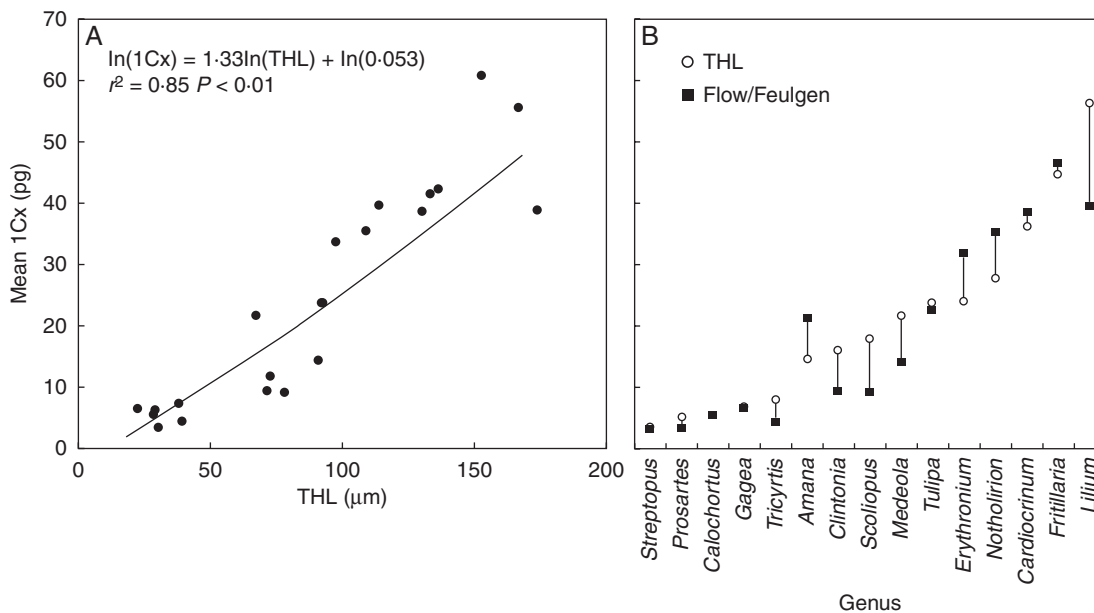 A
ln(1Cx) = 1·33ln(THL) + ln(0·053)
r² = 0·85 P < 0·01
70
60
50
40
30
20
10
0
Mean 1Cx (pg)
0 50 100 150 200
THL (μm)
B
THL
Flow/Feulgen
Streptopus
Prosartes
Calochortus
Gagea
Tricyrtis
Amana
Clintonia
Scoliopus
Medeola
Tulipa
Erythronium
Notholirion
Cardiocrinum
Fritillaria
Lilium
Genus